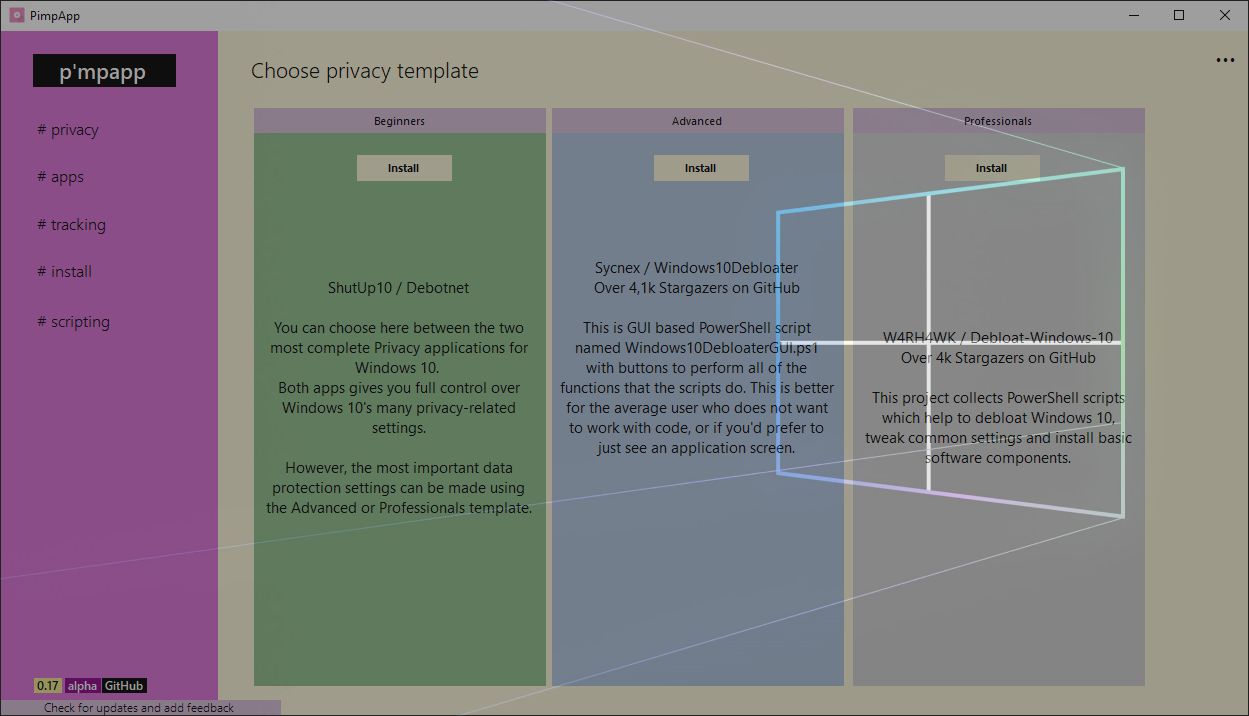 PimpApp
p'mpapp
# privacy
# apps
# tracking
# install
# scripting
0.17 alpha GitHub
Check for updates and add feedback
Choose privacy template
Beginners
Install
ShutUp10 / Debotnet
You can choose here between the two
most complete Privacy applications for
Windows 10.
Both apps gives you full control over
Windows 10's many privacy-related
settings.
However, the most important data
protection settings can be made using
the Advanced or Professionals template.
Advanced
Install
Sycnex / Windows10Debloater
Over 4,1k Stargazers on GitHub
This is GUI based PowerShell script
named Windows10DebloaterGUI.ps1
with buttons to perform all of the
functions that the scripts do. This is better
for the average user who does not want
to work with code, or if you'd prefer to
just see an application screen.
Professionals
Install
W4RH4WK / Debloat-Windows-10
Over 4k Stargazers on GitHub
This project collects PowerShell scripts
which help to debloat Windows 10,
tweak common settings and install basic
software components.